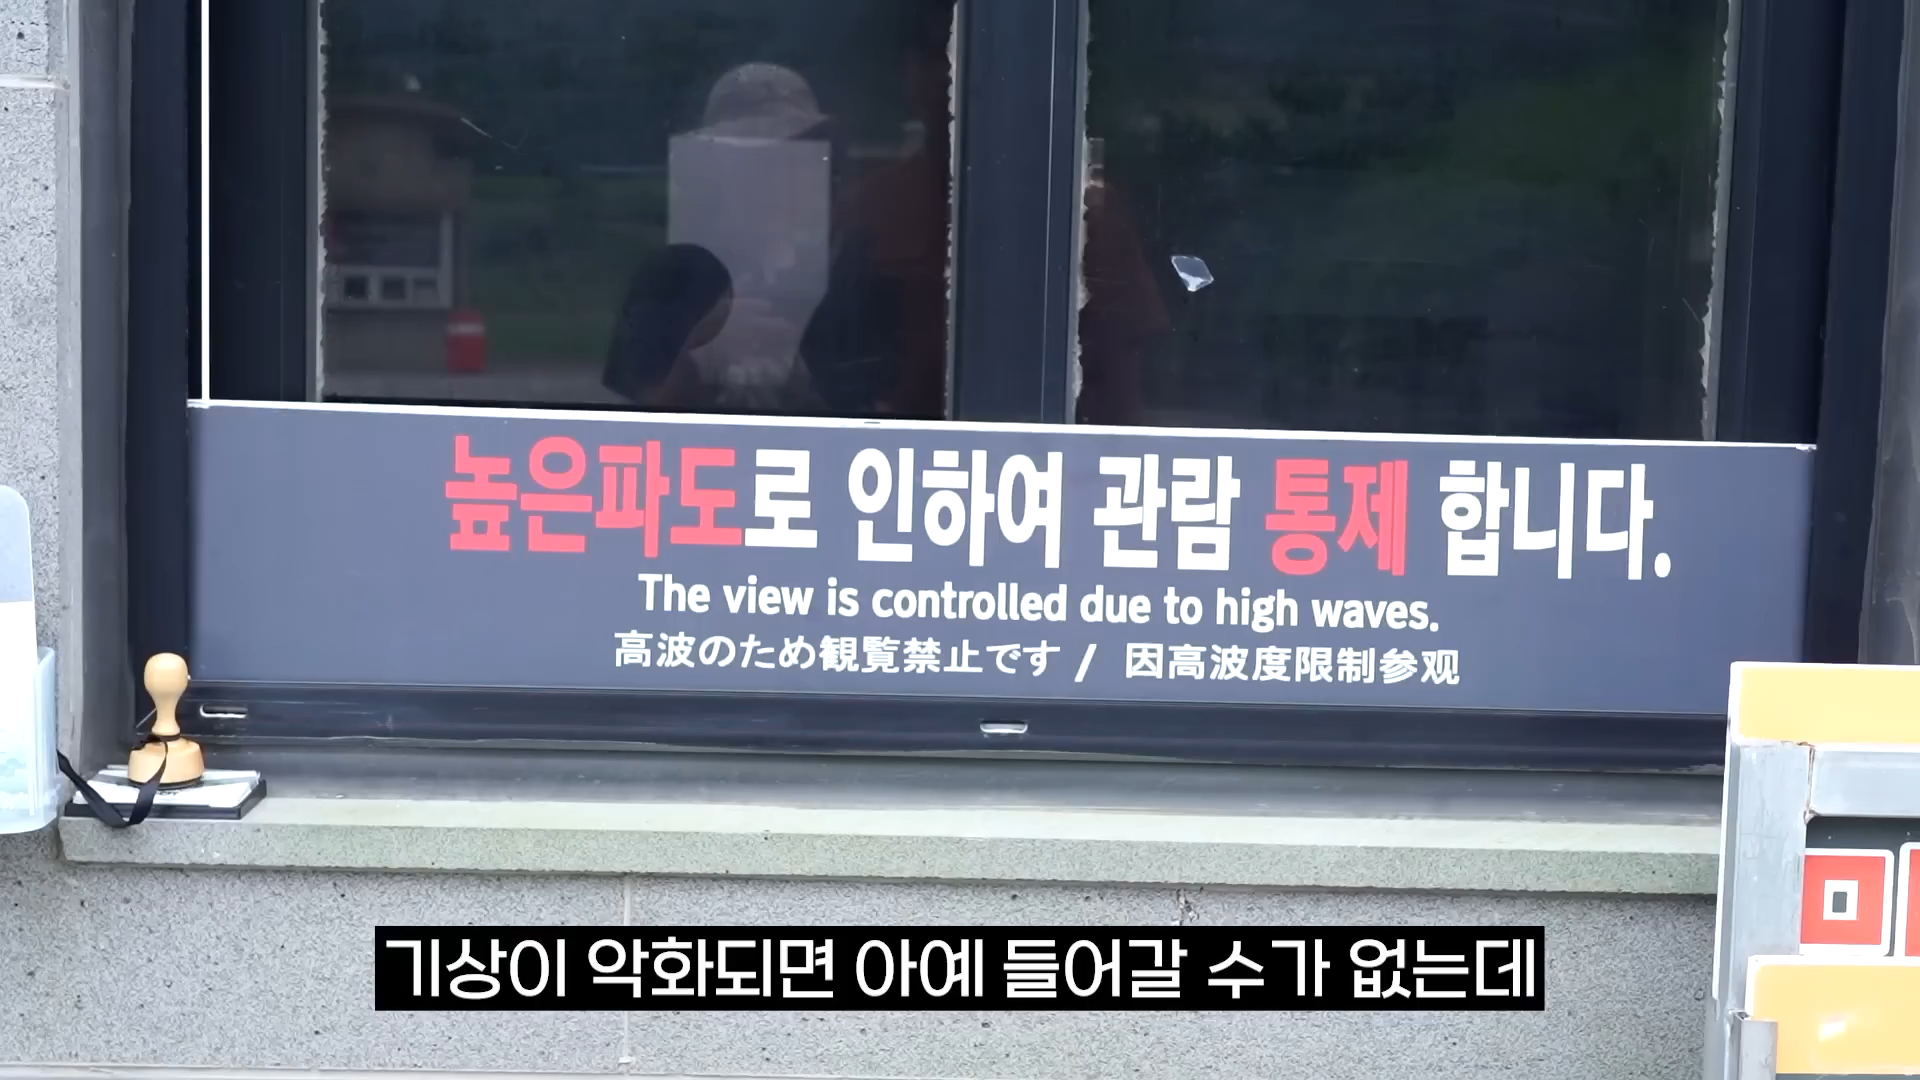 높은파도로 인하여 관람 통제 합니다.
The view is controlled due to high waves.
高波のため観覧禁止です / 因高波度限制参观
기상이 악화되면 아예 들어갈 수가 없는데